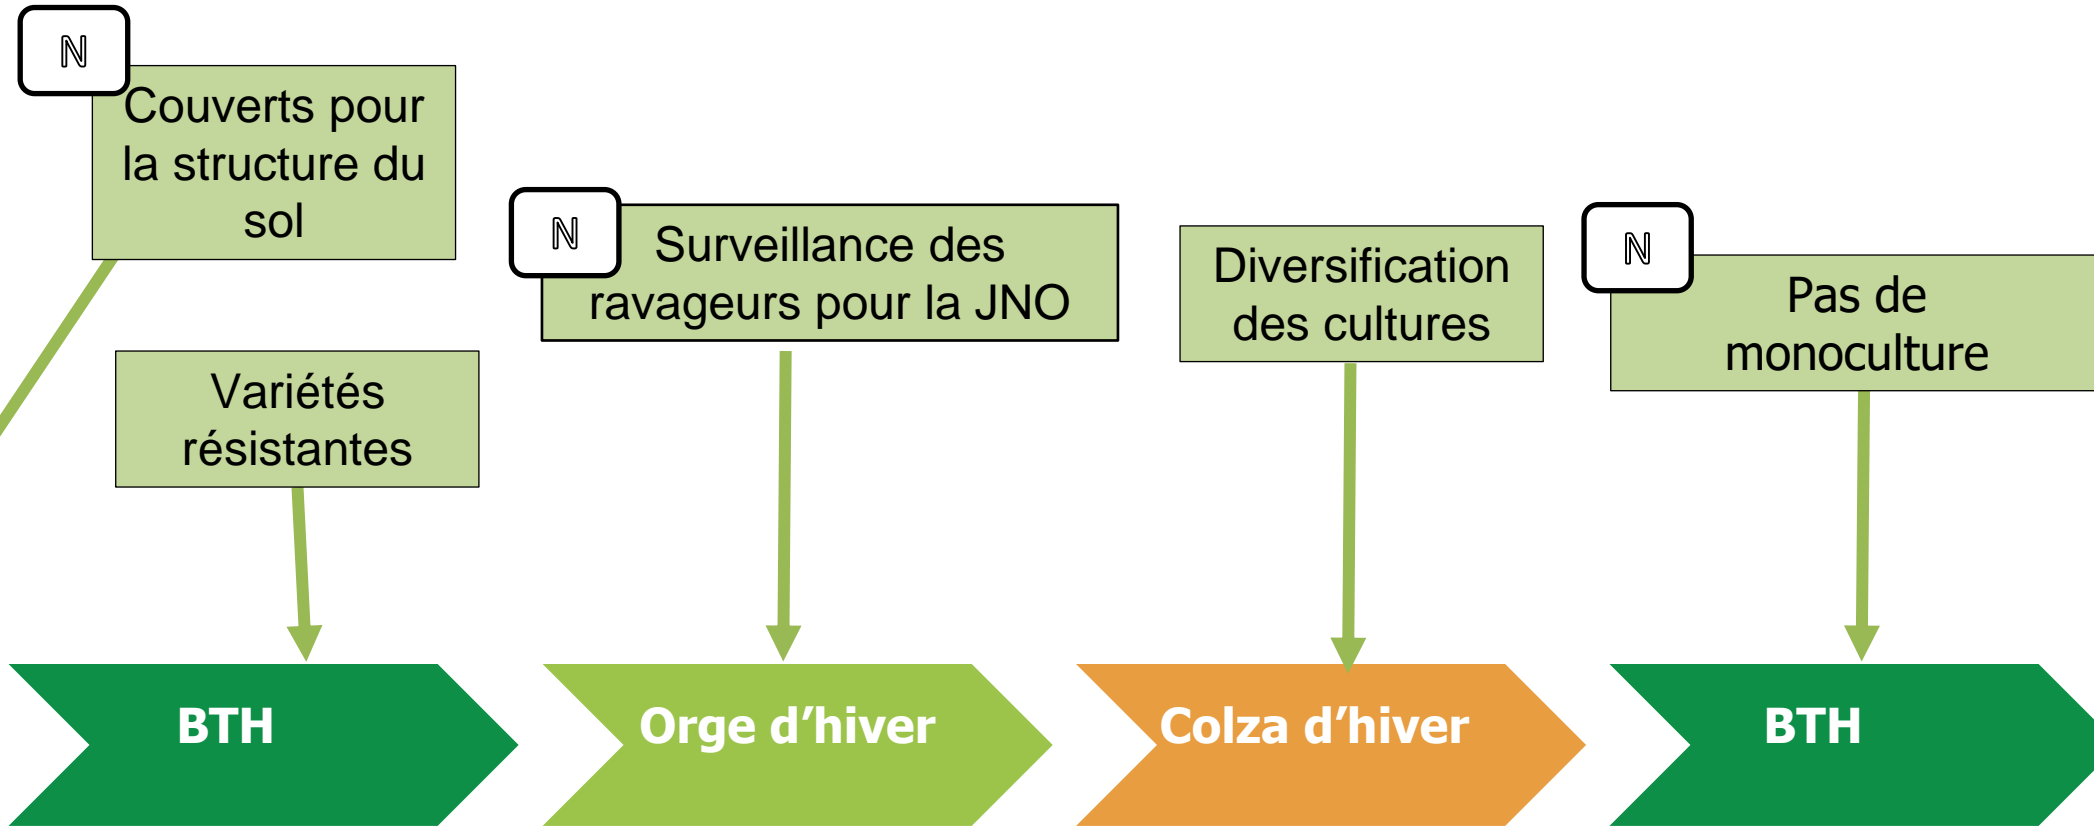 N
Couverts pour
la structure du
sol
Variétés
résistantes
N
Surveillance des
ravageurs pour la JNO
Diversification
des cultures
N
Pas de
monoculture
BTH
Orge d’hiver
Colza d’hiver
BTH